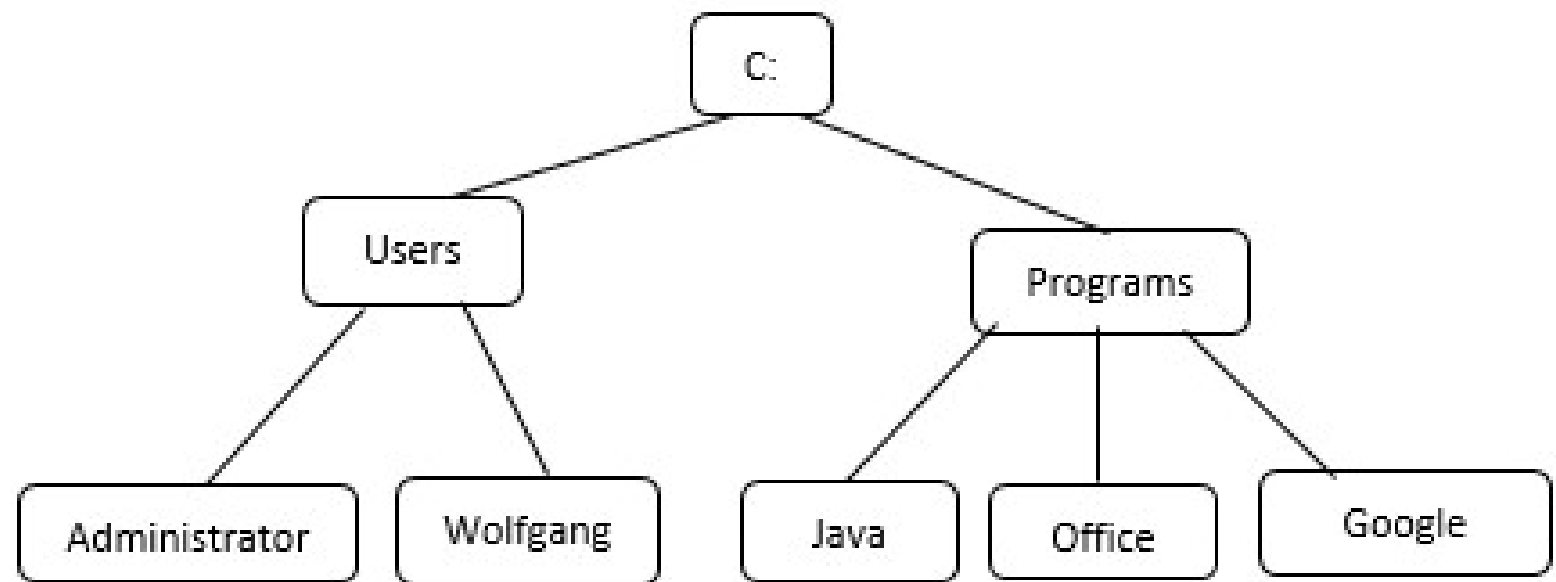 C:
Users
Programs
Administrator
Wolfgang
Java
Office
Google